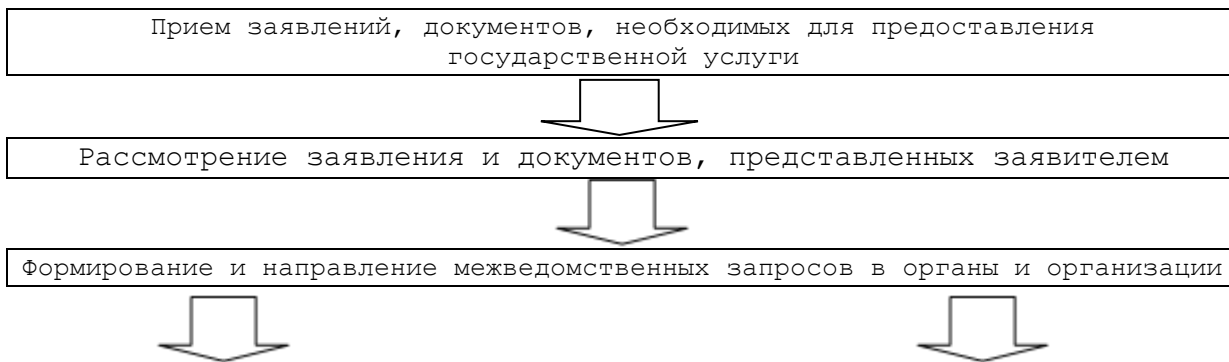 Прием заявлений, документов, необходимых для предоставления
государственной услуги
Рассмотрение заявления и документов, представленных заявителем
Формирование и направление межведомственных запросов в органы и организации